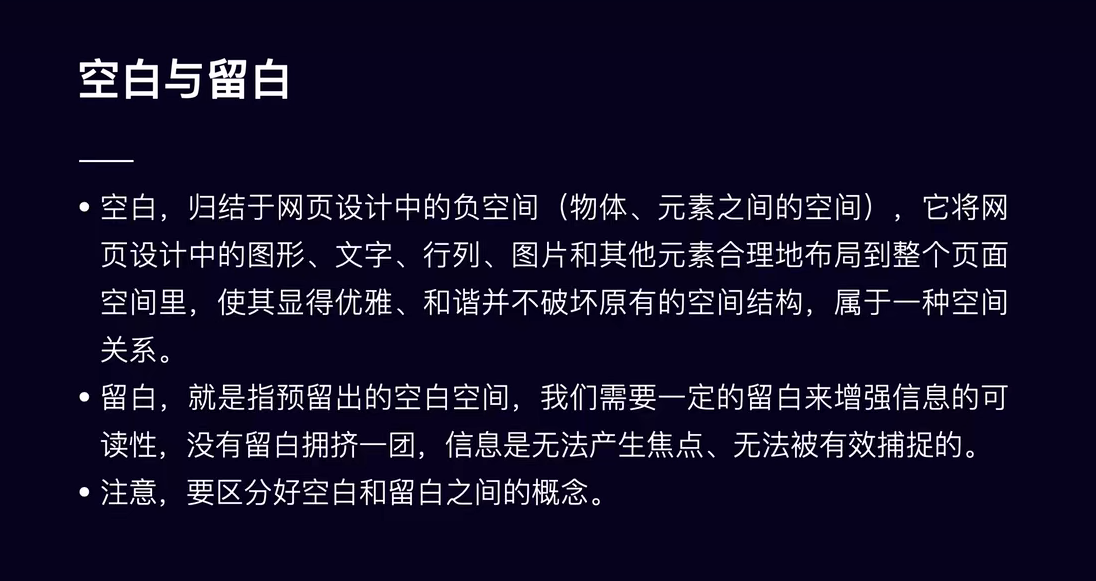 空白与留白
• 空白，归结于网页设计中的负空间（物体、元素之间的空间），它将网
页设计中的图形、文字、行列、图片和其他元素合理地布局到整个页面
空间里，使其显得优雅、和谐并不破坏原有的空间结构，属于一种空间
关系。
• 留白，就是指预留出的空白空间，我们需要一定的留白来增强信息的可
读性，没有留白拥挤一团，信息是无法产生焦点、无法被有效捕捉的。
• 注意，要区分好空白和留白之间的概念。